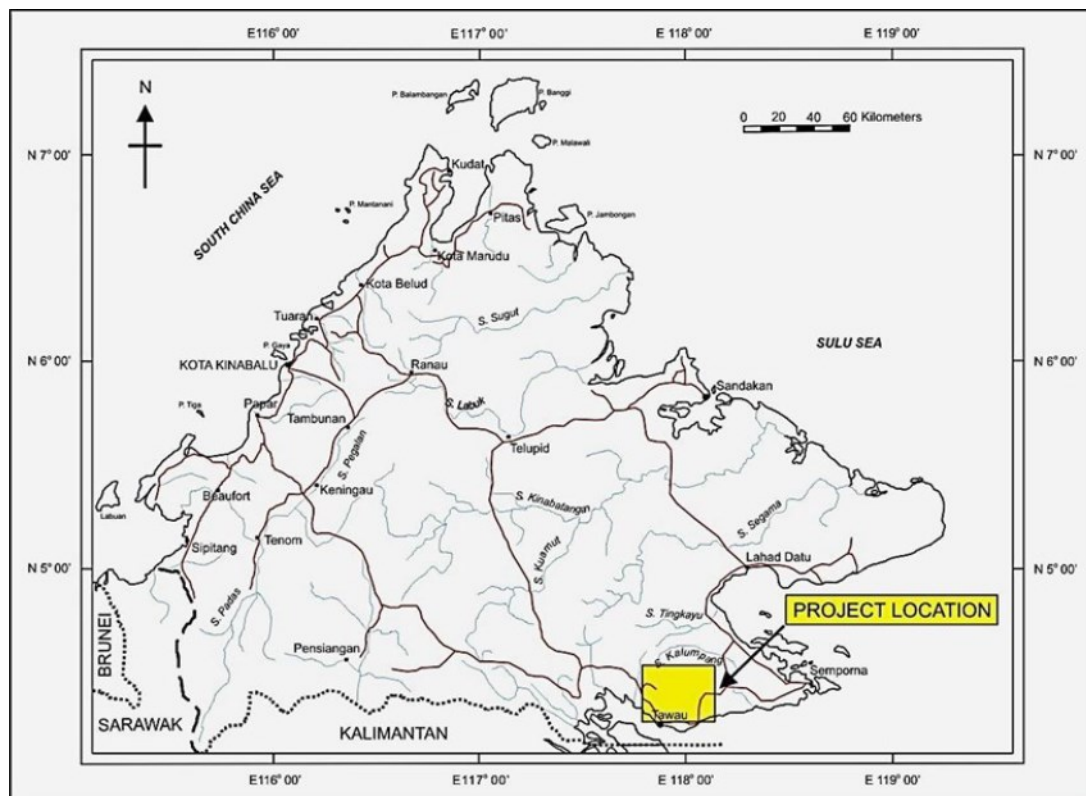 E116° 00'
E117° 00'
E 118° 00'
E 119° 00'
N
P. Balambangan
P. Banggi
0 20 40 60 Kilometers
P. Malawali
N 7° 00'
N 7° 00'
Kudat
SOUTH CHINA SEA
P. Mantanani
Pitas
P. Jambongan
Kota Marudu
Kota Belud
Tuaran
S. Sugut
SULU SEA
P. Gaya
N 6° 00'
KOTA KINABALU
Ranau
N 6° 00'
Sandakan
P. Tiga
Papar
Tambunan
S. Labuk
S. Pegalan
Telupid
Labuan
Beaufort
Keningau
S. Kinabatangin
S. Segama
Sipitang
Tenom
S. Kuamut
Lahad Datu
N 5° 00'
N 5° 00'
S. Padas
S. Tingkayu
PROJECT LOCATION
BRUNEI
Pensiangan
S. Kalumpang
Semporna
Tawau
SARAWAK
KALIMANTAN
E116° 00'
E117° 00'
E 118° 00'
E 119° 00'